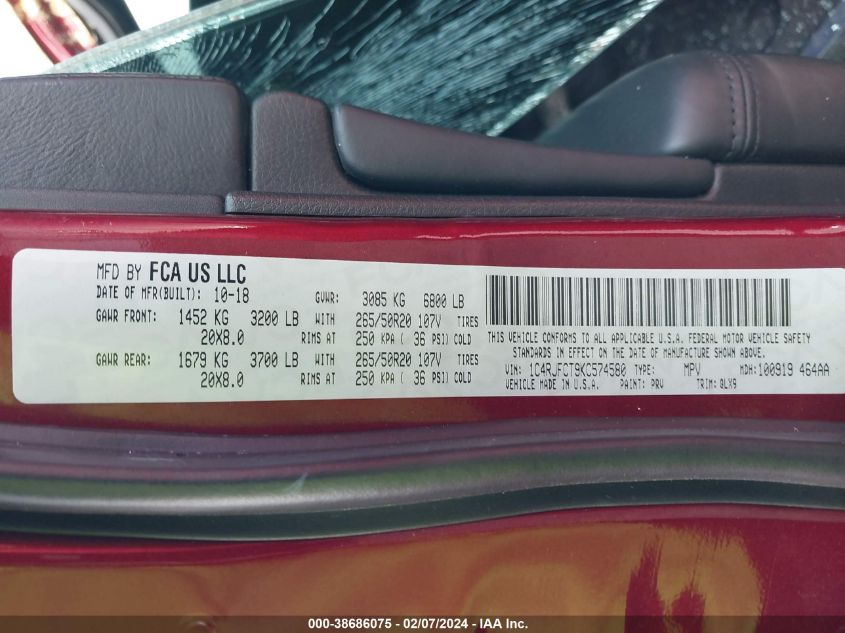 MFD BY FCA US LLC
DATE OF MFR(BUILT): 10-18 GVWR: 3085 KG 6800 LB
GAWR FRONT: 1452 KG 3200 LB WITH 265/50R20 107V TIRES
20X8.0 RIMS AT 250 KPA ( 36 PSI) COLD
GAWR REAR: 1679 KG 3700 LB WITH 265/50R20 107V TIRES
20X8.0 RIMS AT 250 KPA ( 36 PSI) COLD
THIS VEHICLE CONFORMS TO ALL APPLICABLE U.S.A. FEDERAL MOTOR VEHICLE SAFETY
STANDARDS IN EFFECT ON THE DATE OF MANUFACTURE SHOWN ABOVE.
VIN: 1C4RJFCT9KC574580 TYPE: MPV MDH: 100919 464AA
VEHICLE MADE IN U.S.A. PAINT: PRV TRIM: QLX9
000-38686075 - 02/07/2024 - IAA Inc.